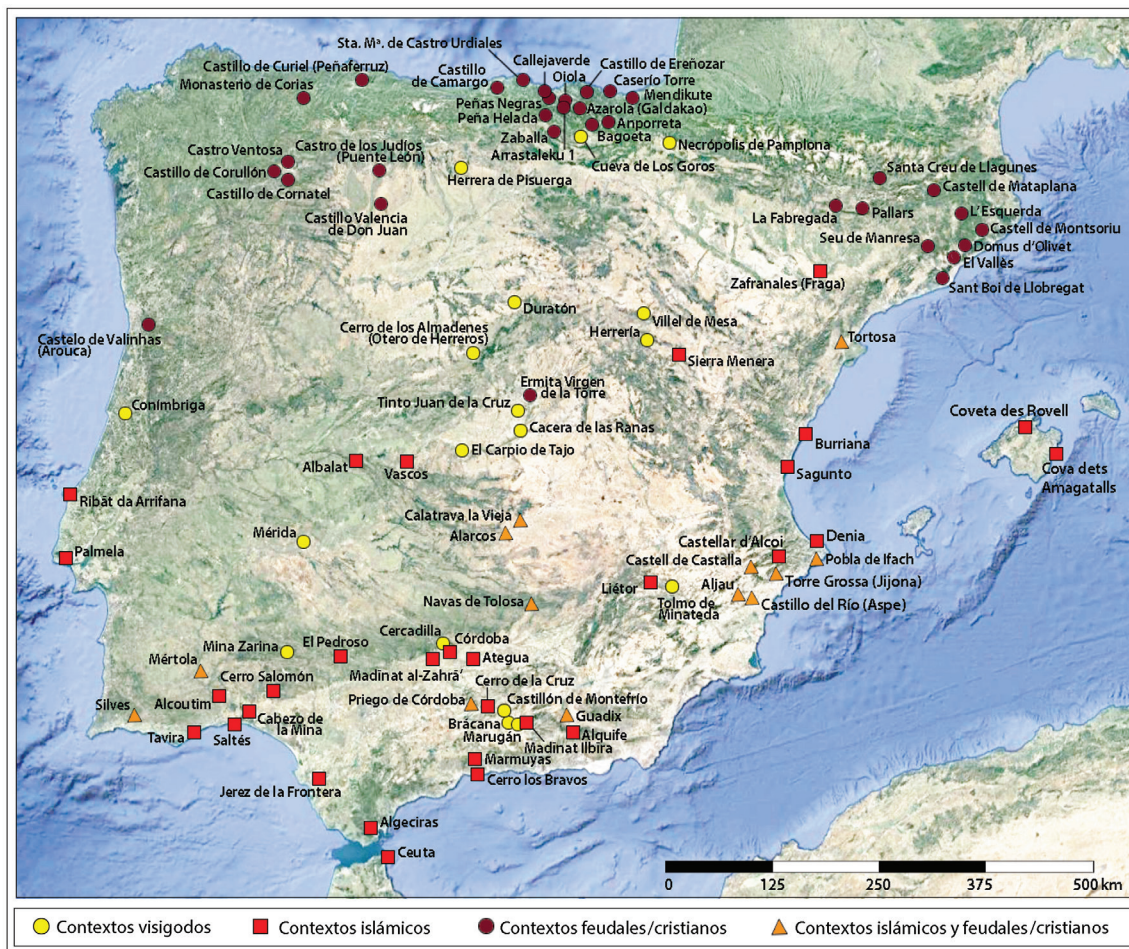 Sta. Mª. de Castro Urdiales
Callejaverde
Castillo de Ereñozar
Castillo de Curiel (Peñaferruz)
Castillo
de Camargo
Ojola
Caserío Torre
Monasterio de Corias
Mendikute
Peñas Negras
Azarola (Galdakao)
Peña Helada
Anporreta
Bagoeta
Zaballa
Arrastaleku 1
Necrópolis de Pamplona
Cueva de Los Goros
Castro Ventosa
Castro de los Judíos
(Puente León)
Castillo de Corullón
Castillo de Cornatel
Herrera de Pisuerga
Castillo Valencia
de Don Juan
Santa Creu de Llagunes
Castell de Mataplana
La Fabregada
Pallars
L'Esquerda
Castell de Montsoriu
Seu de Manresa
Domus d'Olivet
El Vallès
Zafranales (Fraga)
Sant Boi de Llobregat
Duratón
Villel de Mesa
Castelo de Valinhas
(Arouca)
Cerro de los Almadenes
(Otero de Herreros)
Herrería
Tortosa
Sierra Menera
Ermita Virgen
de la Torre
Tinto Juan de la Cruz
Conímbriga
Cacera de las Ranas
Coveta des Rovell
Burriana
El Carpio de Tajo
Albalat
Vascos
Sagunto
Cova dets
Amagatalls
Ribāt da Arrifana
Calatrava la Vieja
Alarcos
Mérida
Palmela
Castellar d'Alcoi
Denia
Castell de Castalla
Pobla de Ifach
Liétor
Aljau
Torre Grossa (Jijona)
Tolmo de
Minateda
Castillo del Río (Aspe)
Navas de Tolosa
Cercadilla
Mina Zarina
El Pedroso
Córdoba
Mértola
Madīnat al-Zahrā'
Ategua
Cerro Salomón
Cerro de la Cruz
Silves
Alcoutim
Priego de Córdoba
Castillón de Montefrío
Cabezo de
la Mina
Brácana
Guadix
Marugán
Alquife
Tavira
Saltés
Madinat Ilbira
Marmuyas
Jerez de la Frontera
Cerro los Bravos
Algeciras
Ceuta
0 125 250 375 500 km
Contextos visigodos
Contextos islámicos
Contextos feudales/cristianos
Contextos islámicos y feudales/cristianos